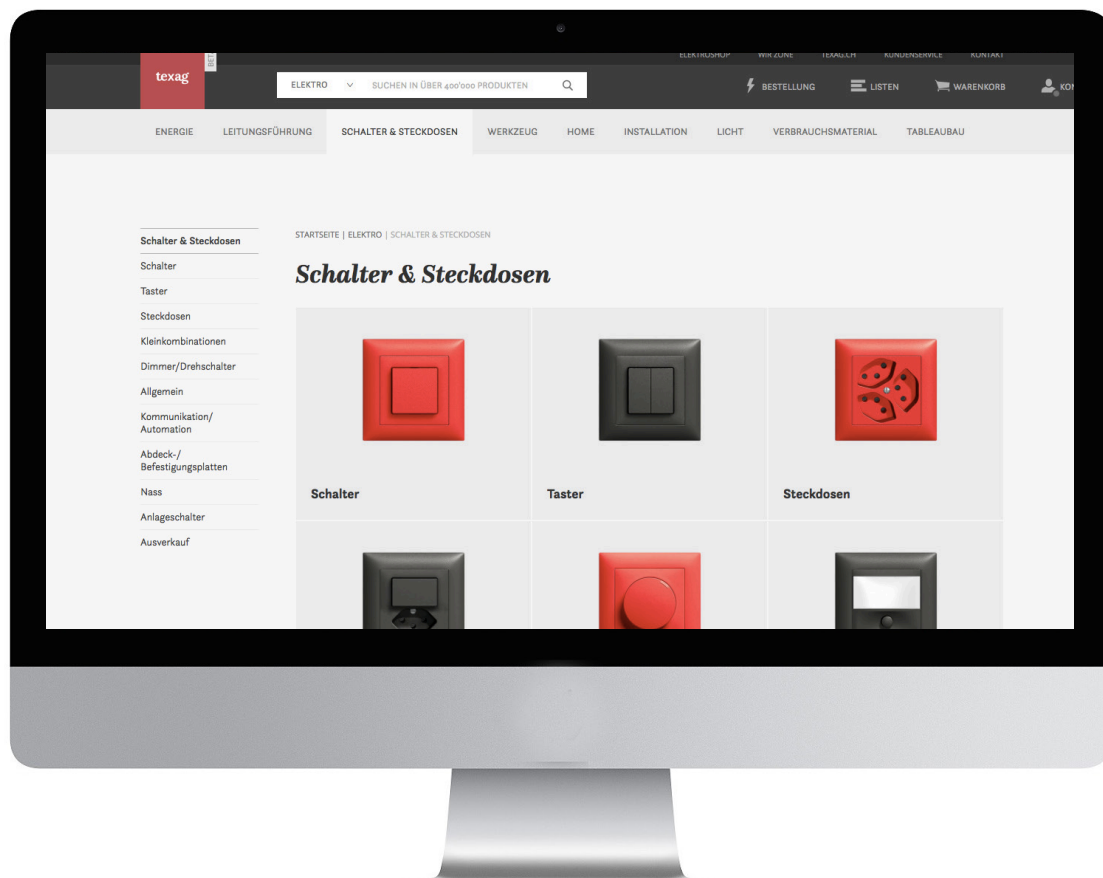 ELEKTROSHOP WIR ZONE TEXAG.CH KUNDENSERVICE KONTAKT
texag
BET
ELEKTRO SUCHEN IN ÜBER 400'000 PRODUKTEN
BESTELLUNG LISTEN WARENKORB KON
ENERGIE LEITUNGSFÜHRUNG SCHALTER & STECKDOSEN WERKZEUG HOME INSTALLATION LICHT VERBRAUCHSMATERIAL TABLEAUBAU
Schalter & Steckdosen
Schalter
Taster
Steckdosen
Kleinkombinationen
Dimmer/Drehschalter
Allgemein
Kommunikation/
Automation
Abdeck-/
Befestigungsplatten
Nass
Anlageschalter
Ausverkauf
STARTSEITE | ELEKTRO | SCHALTER & STECKDOSEN
Schalter & Steckdosen
Schalter
Taster
Steckdosen